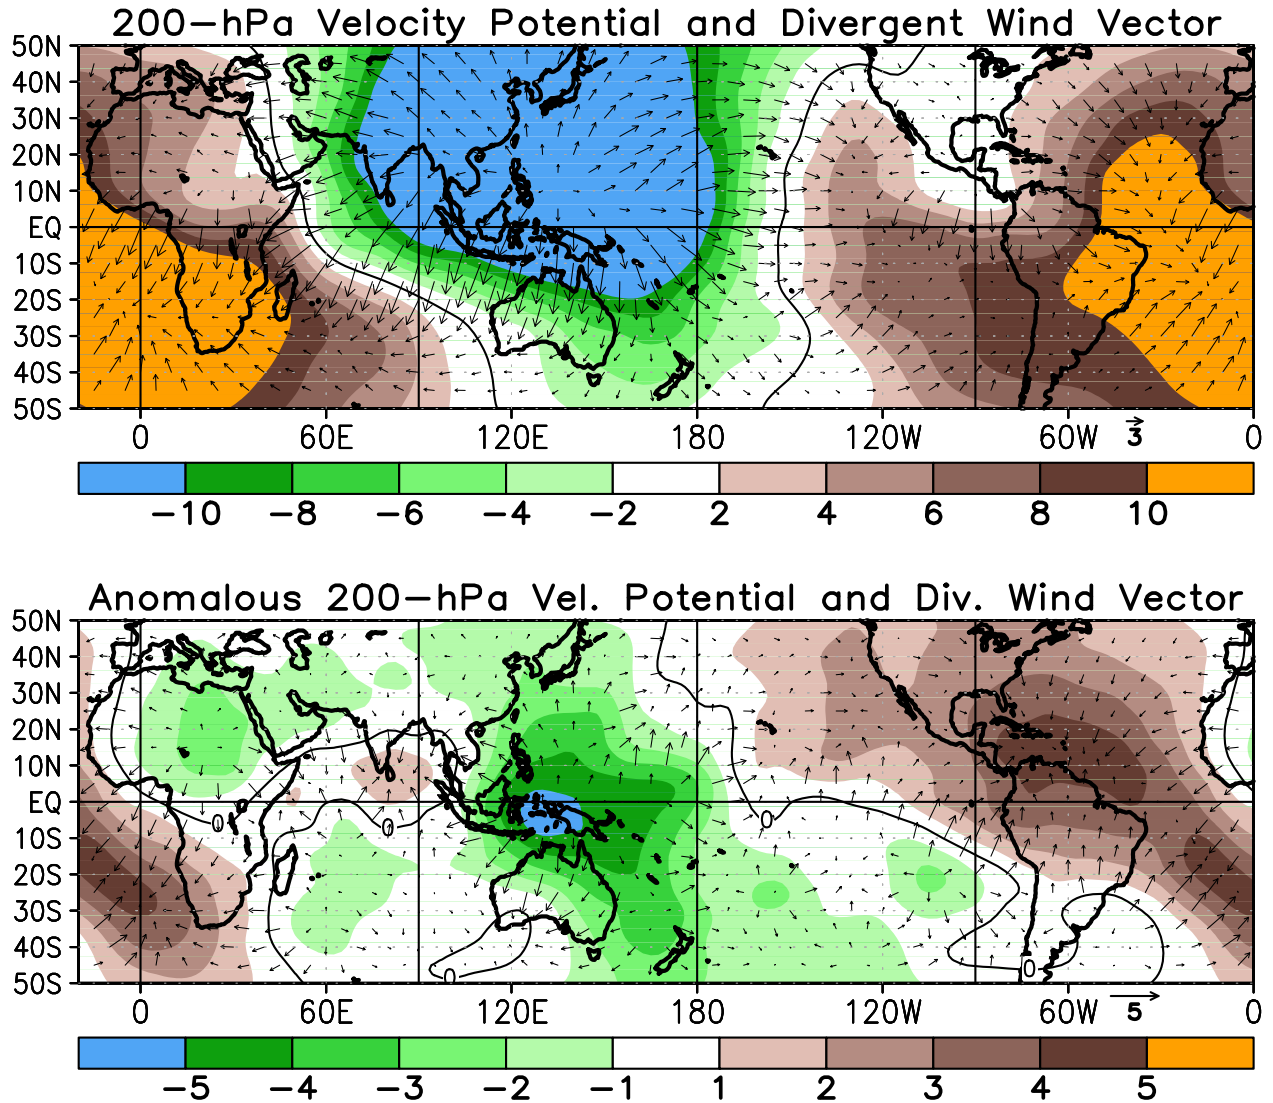 200-hPa Velocity Potential and Divergent Wind Vector
50N
40N
30N
20N
10N
EQ
10S
20S
30S
40S
50S
0 60E 120E 180 120W 60W 3 0
-10 -8 -6 -4 -2 2 4 6 8 10
Anomalous 200-hPa Vel. Potential and Div. Wind Vector
50N
40N
30N
20N
10N
EQ
0 0 0
10S
20S
30S
40S
0 0
50S
0 60E 120E 180 120W 60W 5 0
-5 -4 -3 -2 -1 1 2 3 4 5